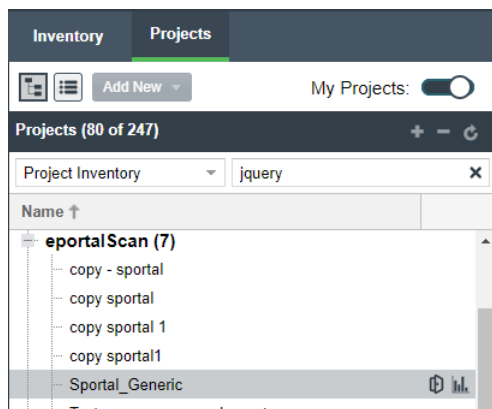 Inventory Projects
Add New My Projects:
Projects (80 of 247)
Project Inventory jquery
Name
eportalScan (7)
copy - sportal
copy sportal
copy sportal 1
copy sportal1
Sportal_Generic